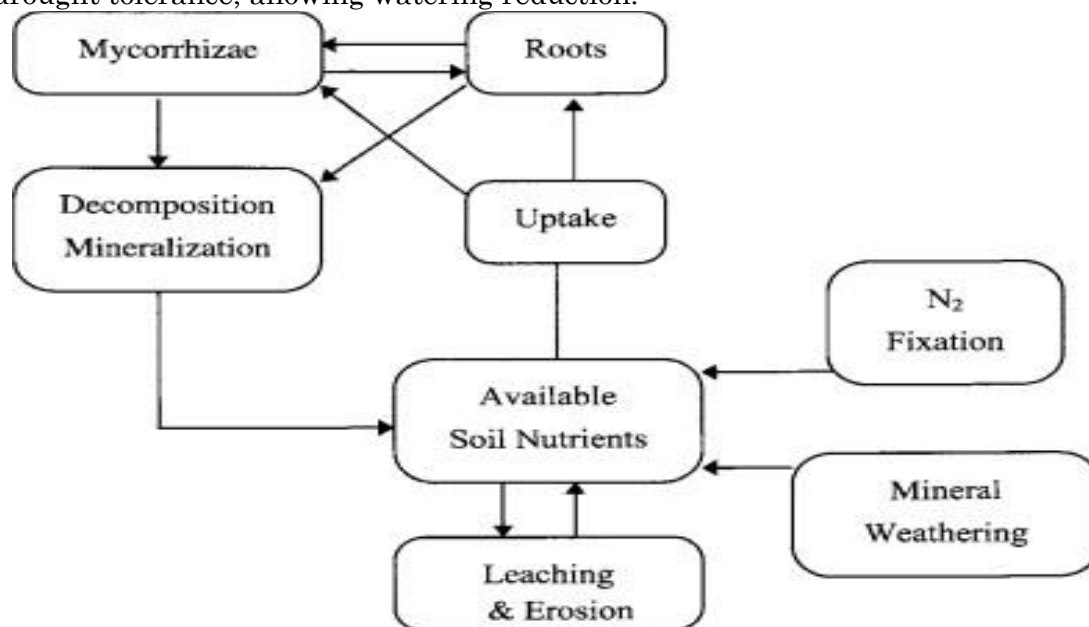 drought tolerance, allowing watering reduction.
Mycorrhizae
Roots
Decomposition
Mineralization
Uptake
N₂
Fixation
Available
Soil Nutrients
Mineral
Weathering
Leaching
& Erosion